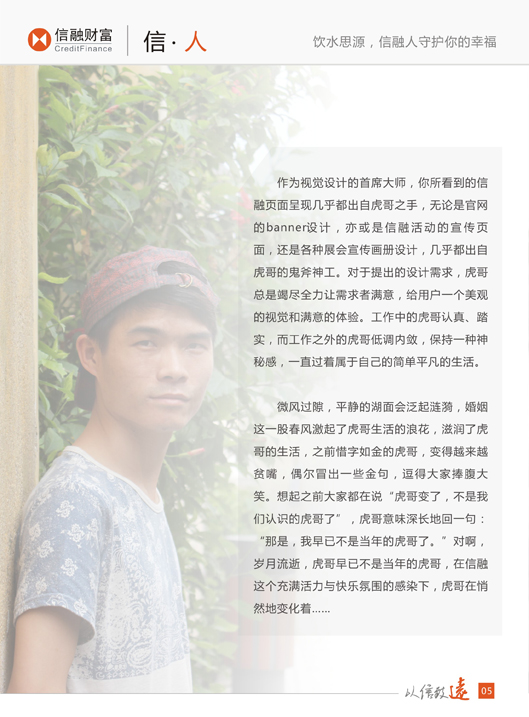 信融财富
CreditFinance
信·人
饮水思源，信融人守护你的幸福
作为视觉设计的首席大师，你所看到的信
融页面呈现几乎都出自虎哥之手，无论是官网
的banner设计，亦或是信融活动的宣传页
面，还是各种展会宣传画册设计，几乎都出自
虎哥的鬼斧神工。对于提出的设计需求，虎哥
总是竭尽全力让需求者满意，给用户一个美观
的视觉和满意的体验。工作中的虎哥认真、踏
实，而工作之外的虎哥低调内敛，保持一种神
秘感，一直过着属于自己的简单平凡的生活。
微风过隙，平静的湖面会泛起涟漪，婚姻
这一股春风激起了虎哥生活的浪花，滋润了虎
哥的生活，之前惜字如金的虎哥，变得越来越
贫嘴，偶尔冒出一些金句，逗得大家捧腹大
笑。想起之前大家都在说“虎哥变了，不是我
们认识的虎哥了”，虎哥意味深长地回一句：
“那是，我早已不是当年的虎哥了。”对啊，
岁月流逝，虎哥早已不是当年的虎哥，在信融
这个充满活力与快乐氛围的感染下，虎哥在悄
然地变化着……
以信致远
05